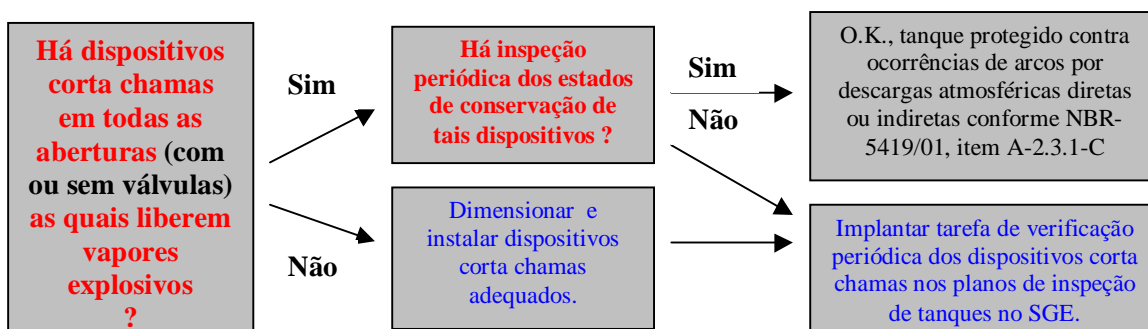 Há dispositivos
corta chamas
em todas as
aberturas (com
ou sem válvulas)
as quais liberem
vapores
explosivos
?
Sim
Não
Há inspeção
periódica dos estados
de conservação de
tais dispositivos ?
Dimensionar e
instalar dispositivos
corta chamas
adequados.
Sim
Não
O.K., tanque protegido contra
ocorrências de arcos por
descargas atmosféricas diretas
ou indiretas conforme NBR-
5419/01, item A-2.3.1-C
Implantar tarefa de verificação
periódica dos dispositivos corta
chamas nos planos de inspeção
de tanques no SGE.